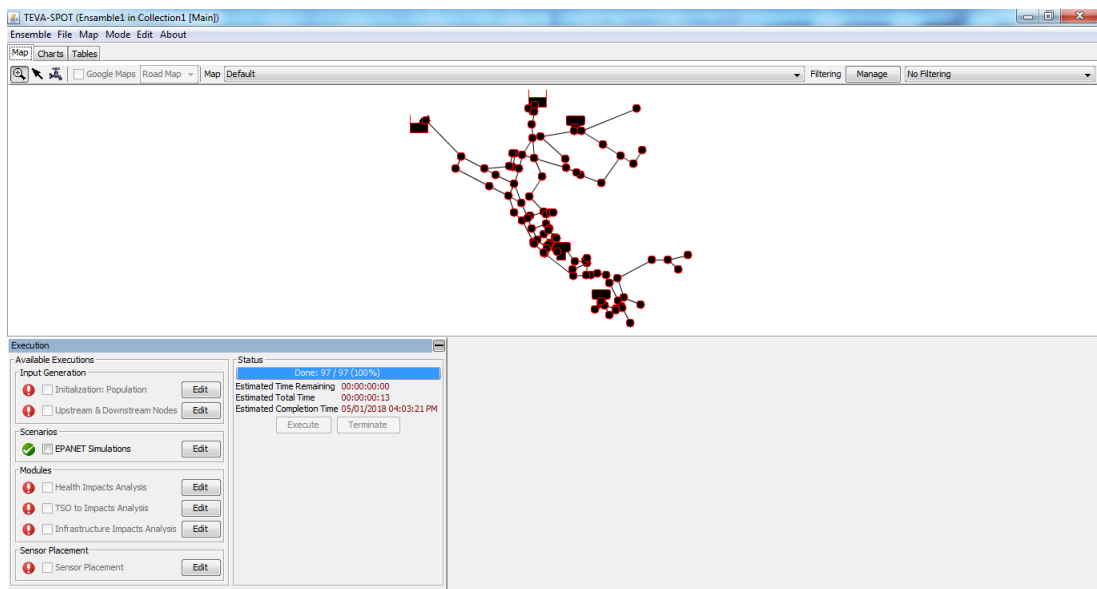 TEVA-SPOT (Ensamble1 in Collection1 [Main])
Ensemble File Map Mode Edit About
Map Charts Tables
Google Maps Road Map Map Default Filtering Manage No Filtering
Execution
Available Executions
Input Generation
Initialization: Population Edit
Upstream & Downstream Nodes Edit
Scenarios
EPANET Simulations Edit
Modules
Health Impacts Analysis Edit
TSO to Impacts Analysis Edit
Infrastructure Impacts Analysis Edit
Sensor Placement
Sensor Placement Edit
Status
Done: 97 / 97 (100%)
Estimated Time Remaining 00:00:00:00
Estimated Total Time 00:00:00:13
Estimated Completion Time 05/01/2018 04:03:21 PM
Execute Terminate